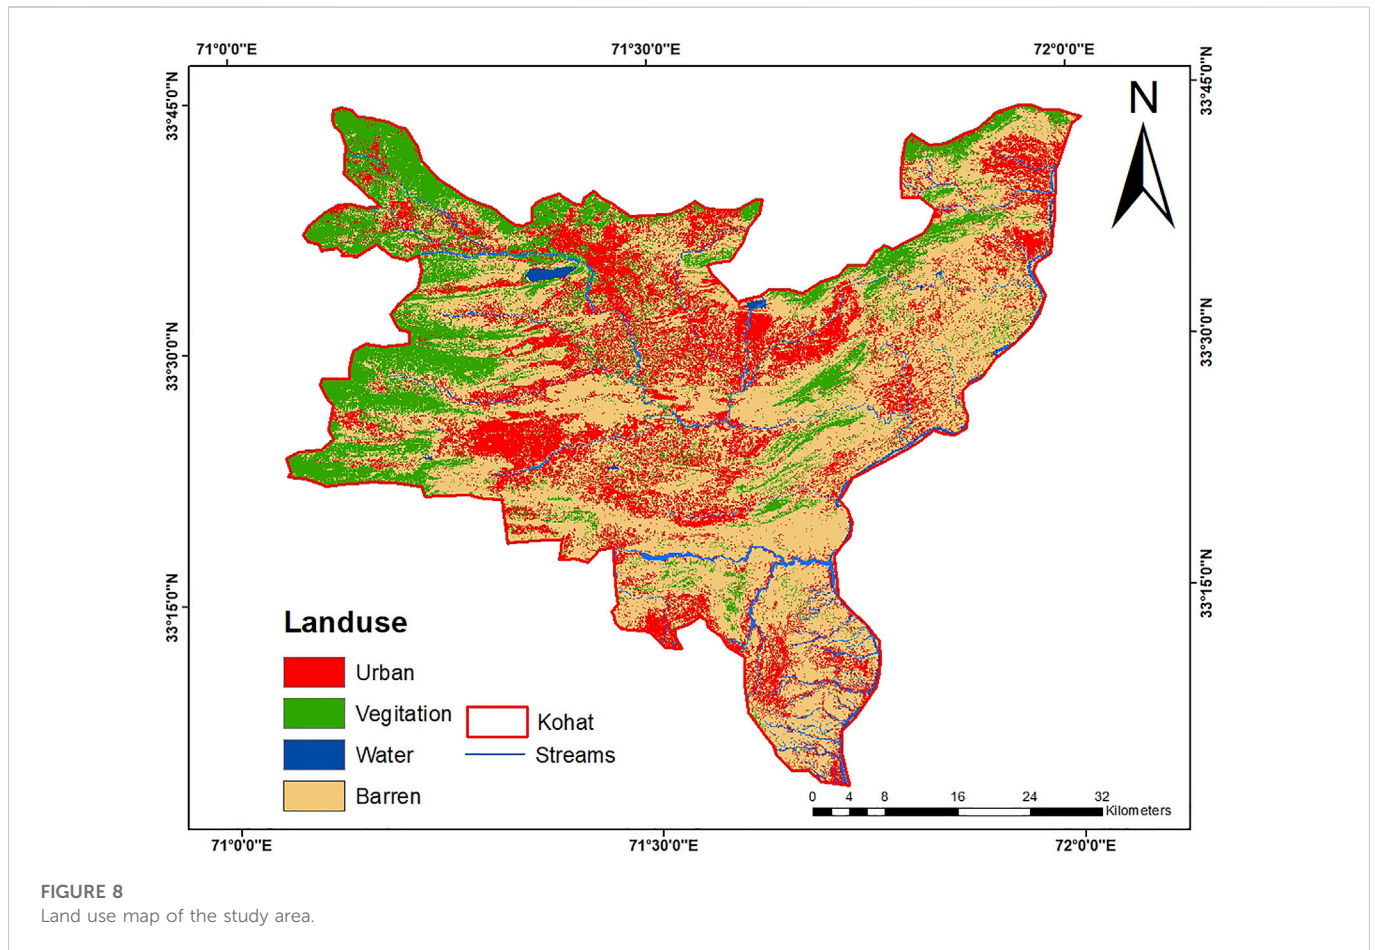 71°0'0"E 71°30'0"E 72°0'0"E
33°45'0"N
33°45'0"N
N
33°30'0"N
33°30'0"N
33°15'0"N
33°15'0"N
Landuse
Urban
Vegitation
Kohat
Water
Streams
Barren
0 4 8 16 24 32
Kilometers
71°0'0"E 71°30'0"E 72°0'0"E
FIGURE 8
Land use map of the study area.